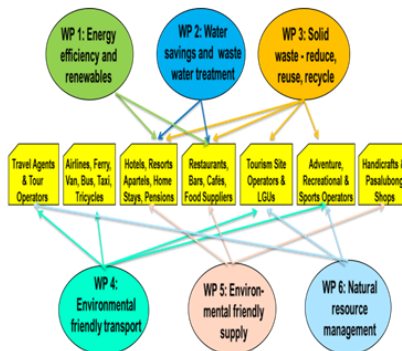 WP 1: Energy
efficiency and
renewables
WP 2: Water
savings and waste
water treatment
WP 3: Solid
waste - reduce,
reuse, recycle
Travel Agents
& Tour
Operators
Airlines, Ferry,
Van, Bus, Taxi,
Tricycles
Hotels, Resorts
Apartels, Home
Stays, Pensions
Restaurants,
Bars, Cafes,
Food Suppliers
Tourism Site
Operators &
LGUs
Adventure,
Recreational &
Sports Operators
Handicrafts &
Pasalubong
Shops
WP 4:
Environmental
friendly transport
WP 5: Environ-
mental friendly
supply
WP 6: Natural
resource
management